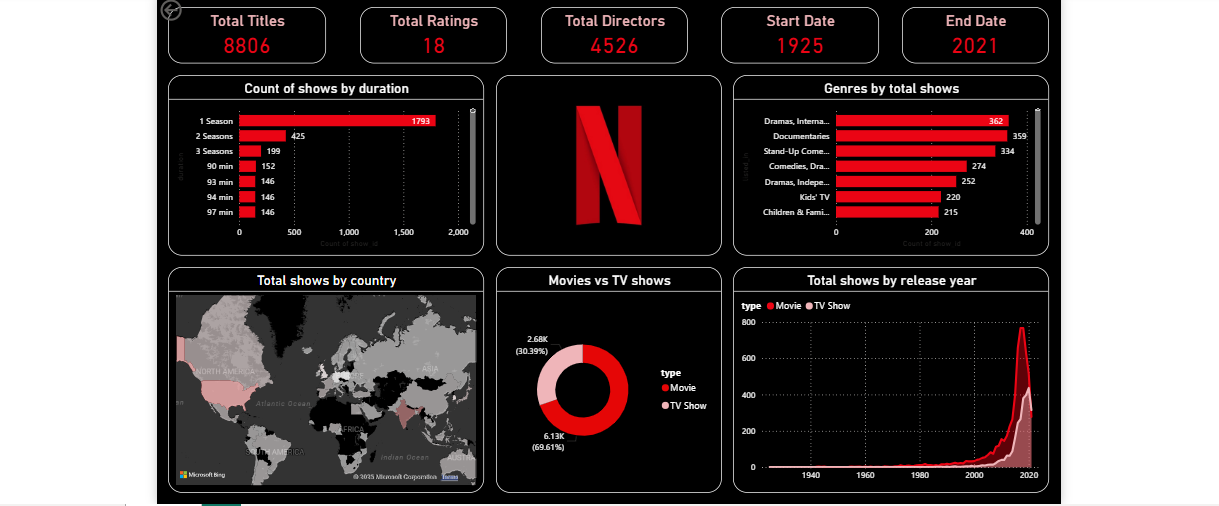 Total Titles
8806
Total Ratings
18
Total Directors
4526
Start Date
1925
End Date
2021
Count of shows by duration
1 Season
1793
2 Seasons
425
3 Seasons
199
90 min
152
93 min
146
94 min
146
97 min
146
0
500
1,000
1,500
2,000
duration
Count of show_id
Genres by total shows
Dramas, Interna...
362
Documentaries
359
Stand-Up Come...
334
Comedies, Dra...
274
Dramas, Indepe...
252
Kids' TV
220
Children & Fami...
215
0
200
400
listed_in
Count of show_id
Total shows by country
NORTH AMERICA
ASIA
Atlantic Ocean
AFRICA
SOUTH AMERICA
Indian Ocean
Microsoft Bing
© 2025 Microsoft Corporation Terms
Movies vs TV shows
2.68K
(30.39%)
6.13K
(69.61%)
type
Movie
TV Show
Total shows by release year
type Movie TV Show
800
600
400
200
0
1940
1960
1980
2000
2020